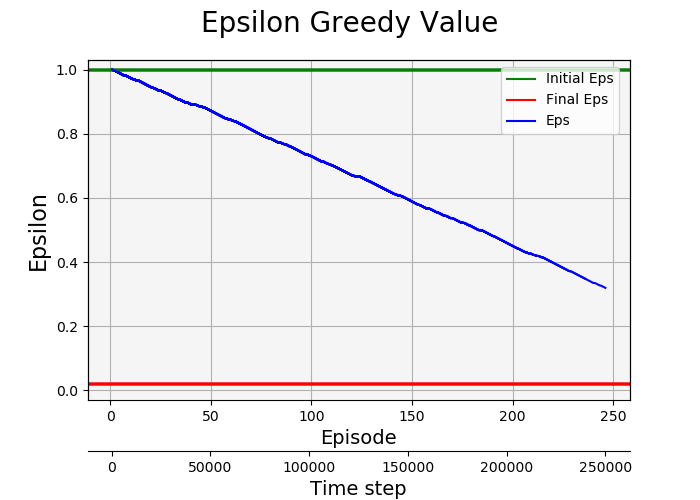 Epsilon Greedy Value
Initial Eps
Final Eps
Eps
Epsilon
1.0
0.8
0.6
0.4
0.2
0.0
0 50 100 150 200 250
Episode
0 50000 100000 150000 200000 250000
Time step